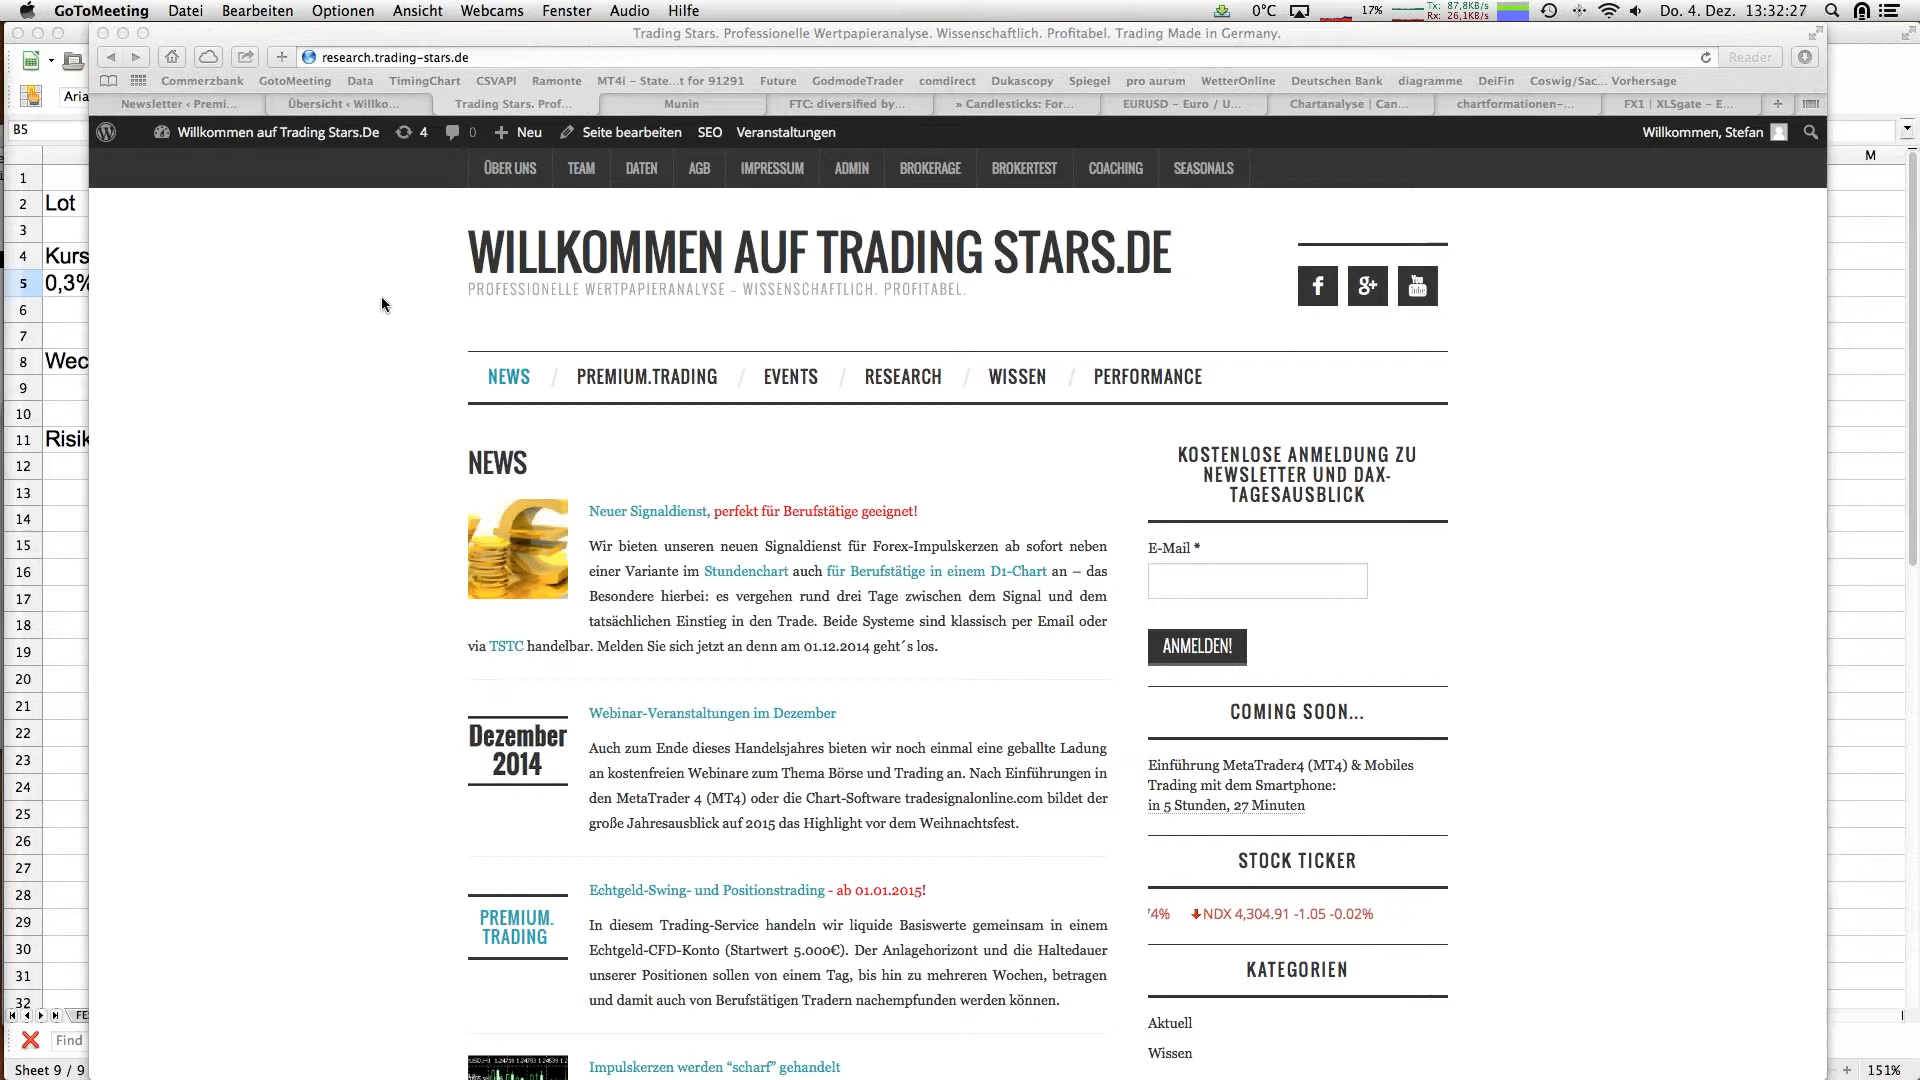 GoToMeeting Datei Bearbeiten Optionen Ansicht Webcams Fenster Audio Hilfe 0°C 17% Tx: 87,8KB/s Rx: 26,1KB/s Do. 4. Dez. 13:32:27
Trading Stars. Professionelle Wertpapieranalyse. Wissenschaftlich. Profitabel. Trading Made in Germany.
research.trading-stars.de Reader
Commerzbank GotoMeeting Data TimingChart CSVAPI Ramonte MT4i – State...t for 91291 Future GodmodeTrader comdirect Dukascopy Spiegel pro aurum WetterOnline Deutschen Bank diagramme DeiFin Coswig/Sac... Vorhersage
Newsletter ‹ Premi... Übersicht ‹ Willko... Trading Stars. Prof... Munin FTC: diversified by... » Candlesticks: For... EURUSD – Euro / U... Chartanalyse | Can... chartformationen–... FX1 | XLSgate – E...
Willkommen auf Trading Stars.De 4 0 Neu Seite bearbeiten SEO Veranstaltungen Willkommen, Stefan
ÜBER UNS TEAM DATEN AGB IMPRESSUM ADMIN BROKERAGE BROKERTEST COACHING SEASONALS
WILLKOMMEN AUF TRADING STARS.DE
PROFESSIONELLE WERTPAPIERANALYSE – WISSENSCHAFTLICH. PROFITABEL.
f g+ You Tube
NEWS / PREMIUM.TRADING / EVENTS / RESEARCH / WISSEN / PERFORMANCE
NEWS
Neuer Signaldienst, perfekt für Berufstätige geeignet!
Wir bieten unseren neuen Signaldienst für Forex-Impulskerzen ab sofort neben
einer Variante im Stundenchart auch für Berufstätige in einem D1-Chart an – das
Besondere hierbei: es vergehen rund drei Tage zwischen dem Signal und dem
tatsächlichen Einstieg in den Trade. Beide Systeme sind klassisch per Email oder
via TSTC handelbar. Melden Sie sich jetzt an denn am 01.12.2014 geht´s los.
Dezember
2014
Webinar-Veranstaltungen im Dezember
Auch zum Ende dieses Handelsjahres bieten wir noch einmal eine geballte Ladung
an kostenfreien Webinare zum Thema Börse und Trading an. Nach Einführungen in
den MetaTrader 4 (MT4) oder die Chart-Software tradesignalonline.com bildet der
große Jahresausblick auf 2015 das Highlight vor dem Weihnachtsfest.
PREMIUM.
TRADING
Echtgeld-Swing- und Positionstrading - ab 01.01.2015!
In diesem Trading-Service handeln wir liquide Basiswerte gemeinsam in einem
Echtgeld-CFD-Konto (Startwert 5.000€). Der Anlagehorizont und die Haltedauer
unserer Positionen sollen von einem Tag, bis hin zu mehreren Wochen, betragen
und damit auch von Berufstätigen Tradern nachempfunden werden können.
Impulskerzen werden “scharf” gehandelt
KOSTENLOSE ANMELDUNG ZU
NEWSLETTER UND DAX-
TAGESAUSBLICK
E-Mail *
ANMELDEN!
COMING SOON...
Einführung MetaTrader4 (MT4) & Mobiles
Trading mit dem Smartphone:
in 5 Stunden, 27 Minuten
STOCK TICKER
4% NDX 4,304.91 -1.05 -0.02%
KATEGORIEN
Aktuell
Wissen
Aria
B5
M
1
2 Lot
3
4 Kurs
5 0,3%
6
7
8 Wec
9
10
11 Risik
12
13
14
15
16
17
18
19
20
21
22
23
24
25
26
27
28
29
30
31
32
FE
Find
Sheet 9 / 9
151%